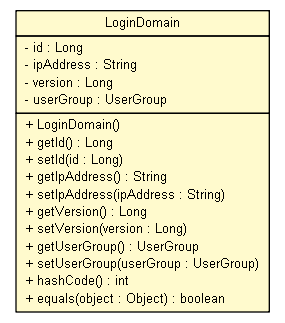 LoginDomain
- id : Long
- ipAddress : String
- version : Long
- userGroup : UserGroup
+ LoginDomain()
+ getId() : Long
+ setId(id : Long)
+ getIpAddress() : String
+ setIpAddress(ipAddress : String)
+ getVersion() : Long
+ setVersion(version : Long)
+ getUserGroup() : UserGroup
+ setUserGroup(userGroup : UserGroup)
+ hashCode() : int
+ equals(object : Object) : boolean